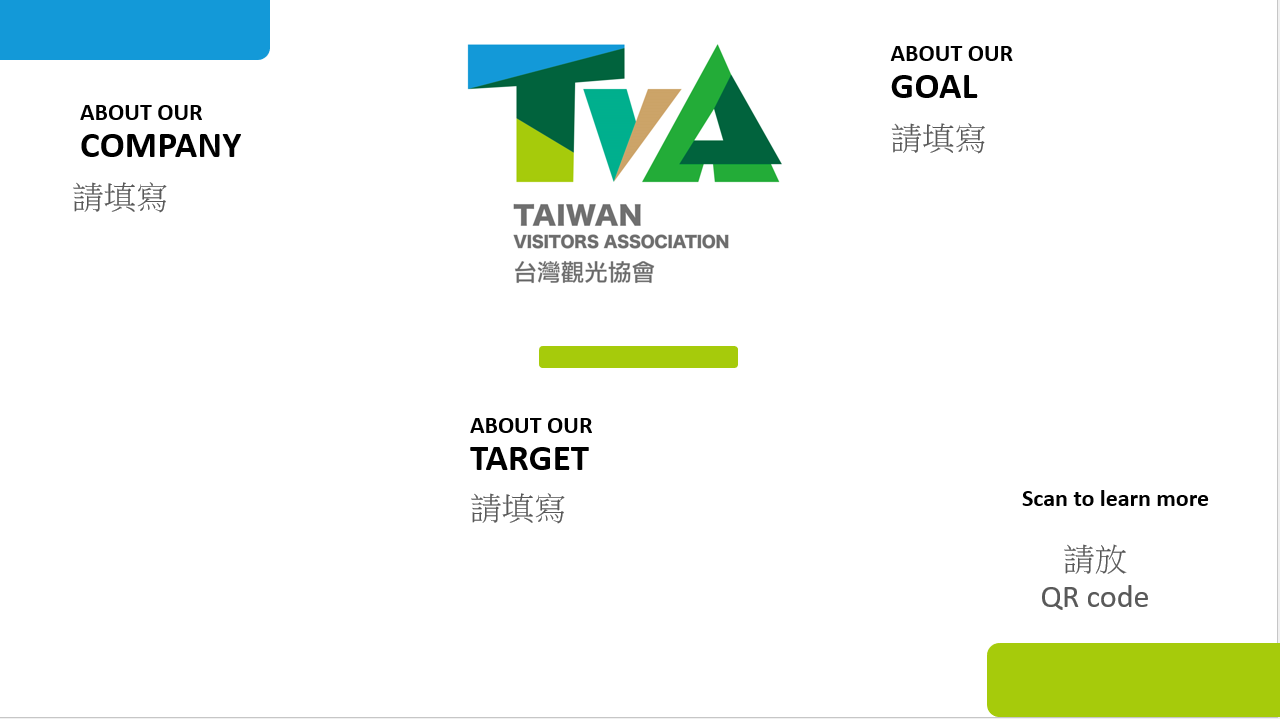 ABOUT OUR
COMPANY
請填寫
TvA
TAIWAN
VISITORS ASSOCIATION
台灣觀光協會
ABOUT OUR
TARGET
請填寫
ABOUT OUR
GOAL
請填寫
Scan to learn more
請放
QR code